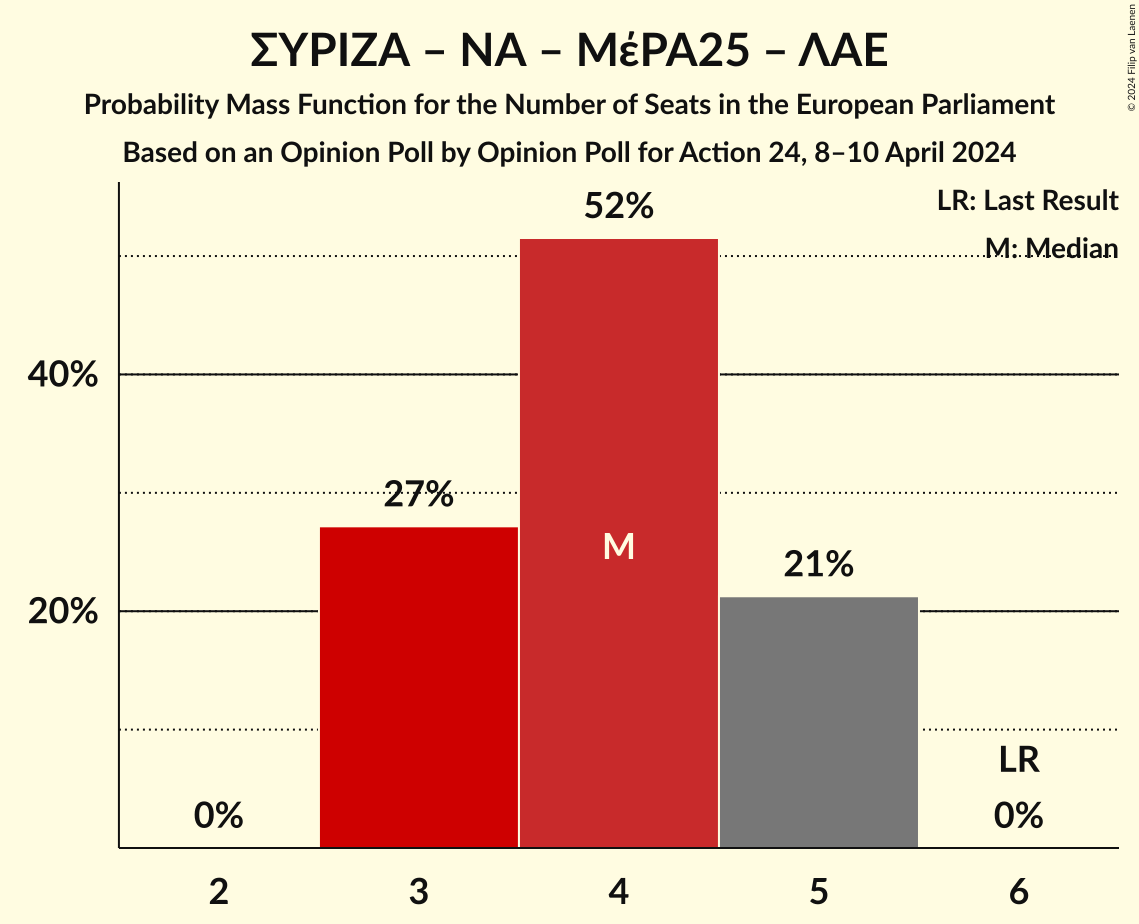 ΣΥΡΙΖΑ – ΝΑ – ΜέΡΑ25 – ΛΑΕ
Probability Mass Function for the Number of Seats in the European Parliament
Based on an Opinion Poll by Opinion Poll for Action 24, 8–10 April 2024
© 2024 Filip van Laenen
LR: Last Result
M: Median
52%
40%
27%
M
21%
20%
LR
0%
0%
2
3
4
5
6